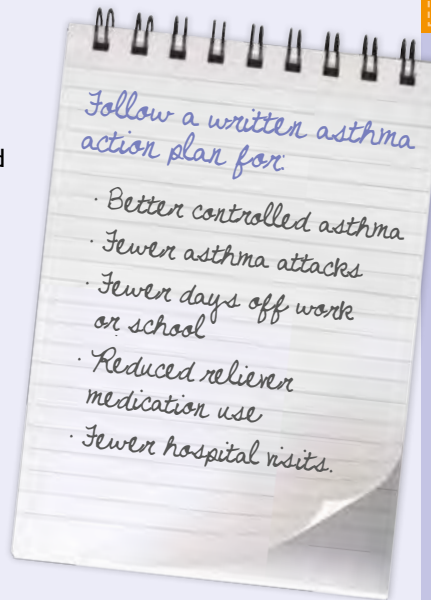 d
Follow a written asthma
action plan for:
· Better controlled asthma
· Fewer asthma attacks
· Fewer days off work
or school
· Reduced reliever
medication use
· Fewer hospital visits.